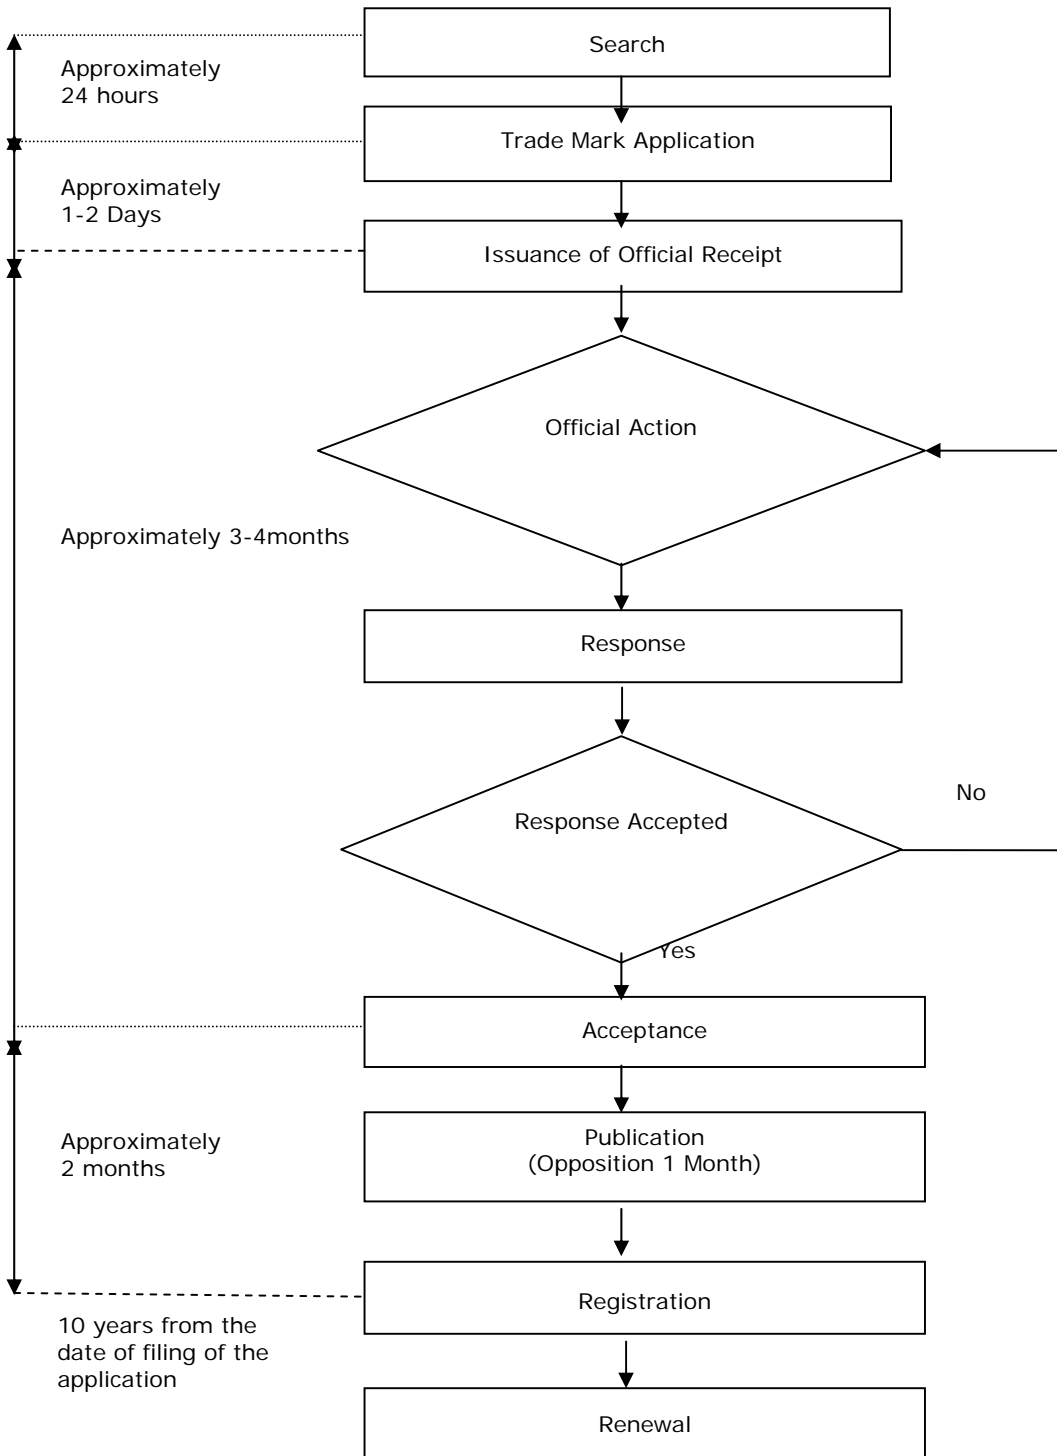 Search
Approximately
24 hours
Trade Mark Application
Approximately
1-2 Days
Issuance of Official Receipt
Official Action
Approximately 3-4months
Response
No
Response Accepted
Yes
Acceptance
Approximately
2 months
Publication
(Opposition 1 Month)
Registration
10 years from the
date of filing of the
application
Renewal